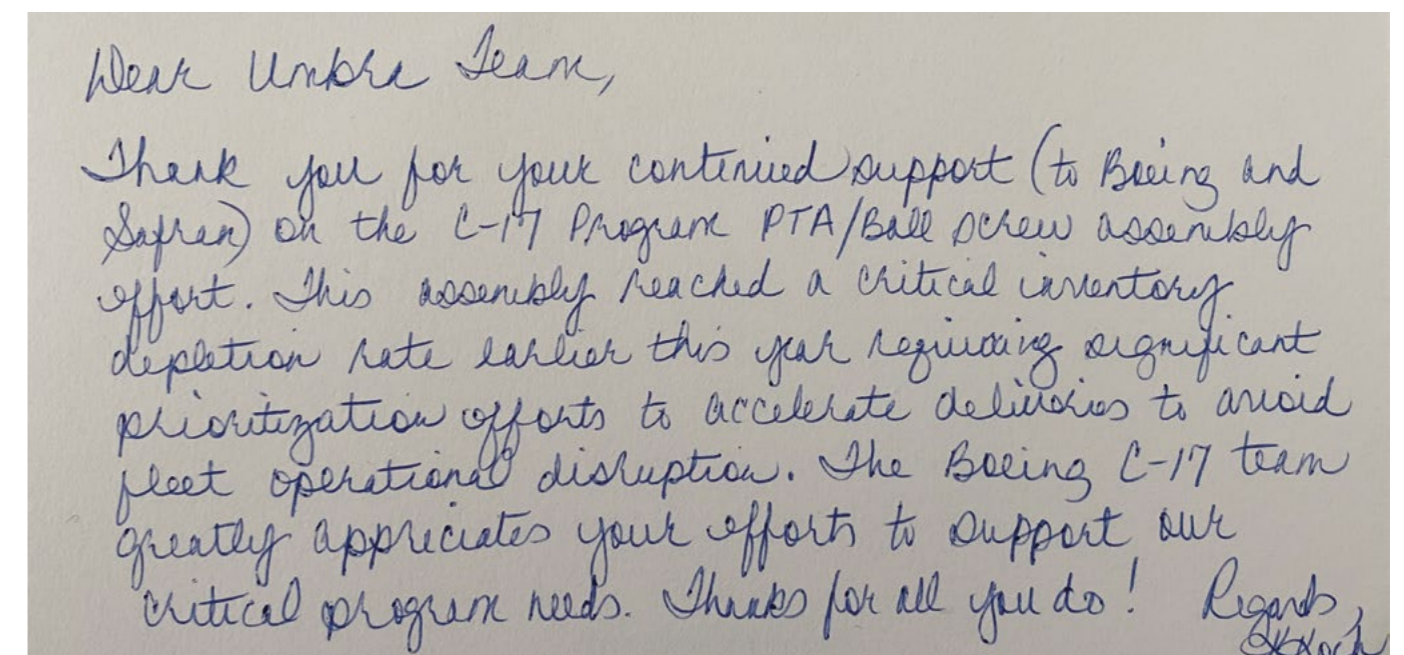 Dear Umbra Team,
Thank you for your continued support (to Boeing and
Safran) on the C-17 Program PTA/Ball screw assembly
effort. This assembly reached a critical inventory
depletion rate earlier this year requiring significant
prioritization efforts to accelerate deliveries to avoid
fleet operational disruption. The Boeing C-17 team
greatly appreciates your efforts to support our
critical program needs. Thanks for all you do! Regards,